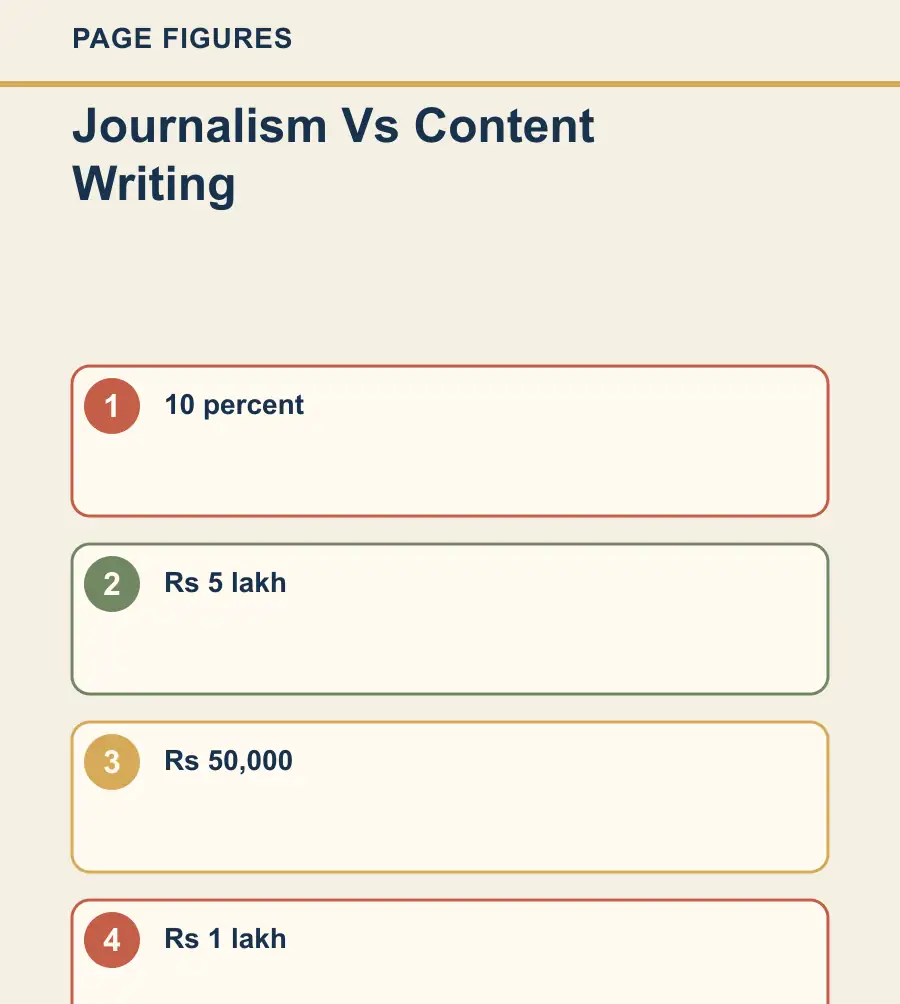 PAGE FIGURES
Journalism Vs Content
Writing
1 10 percent
2 Rs 5 lakh
3 Rs 50,000
4 Rs 1 lakh